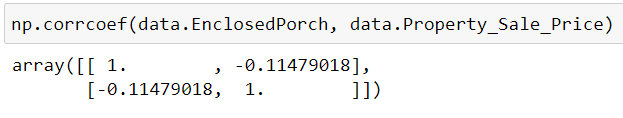 np.corrcoef(data.EnclosedPorch, data.Property_Sale_Price)
array([[ 1.        , -0.11479018],
       [-0.11479018,  1.        ]])